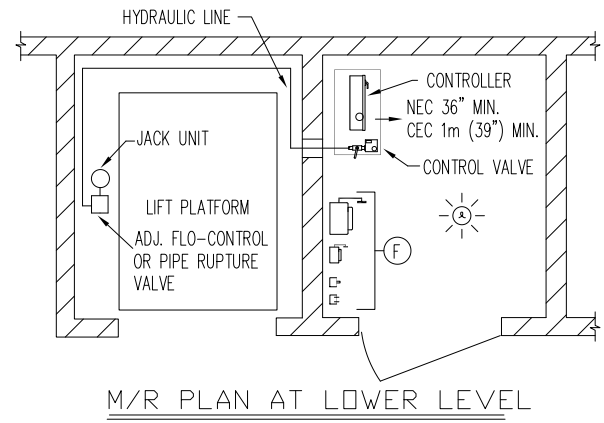 HYDRAULIC LINE
CONTROLLER
NEC 36" MIN.
CEC 1m (39") MIN.
CONTROL VALVE
JACK UNIT
LIFT PLATFORM
ADJ. FLO-CONTROL
OR PIPE RUPTURE
VALVE
F
M/R PLAN AT LOWER LEVEL